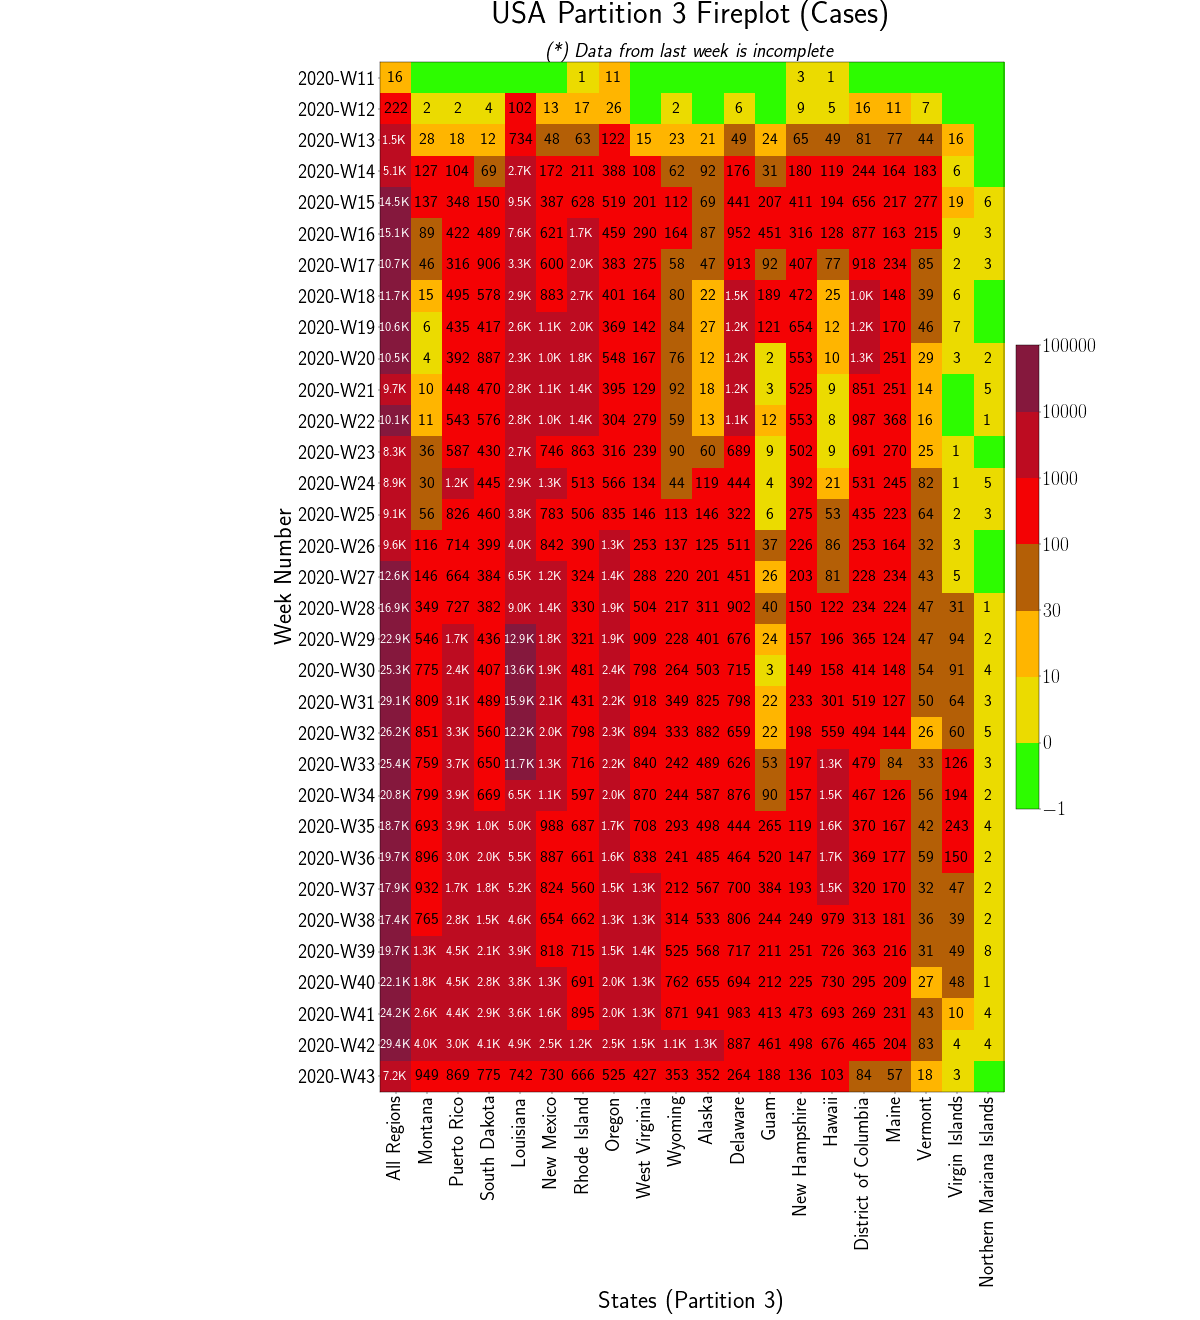 USA Partition 3 Fireplot (Cases)
(*) Data from last week is incomplete
2020-W11 16 1 11 3 1
2020-W12 222 2 2 4 102 13 17 26 2 6 9 5 16 11 7
2020-W13 1.5K 28 18 12 734 48 63 122 15 23 21 49 24 65 49 81 77 44 16
2020-W14 5.1K 127 104 69 2.7K 172 211 388 108 62 92 176 31 180 119 244 164 183 6
2020-W15 14.5K 137 348 150 9.5K 387 628 519 201 112 69 441 207 411 194 656 217 277 19 6
2020-W16 15.1K 89 422 489 7.6K 621 1.7K 459 290 164 87 952 451 316 128 877 163 215 9 3
2020-W17 10.7K 46 316 906 3.3K 600 2.0K 383 275 58 47 913 92 407 77 918 234 85 2 3
2020-W18 11.7K 15 495 578 2.9K 883 2.7K 401 164 80 22 1.5K 189 472 25 1.0K 148 39 6
2020-W19 10.6K 6 435 417 2.6K 1.1K 2.0K 369 142 84 27 1.2K 121 654 12 1.2K 170 46 7
2020-W20 10.5K 4 392 887 2.3K 1.0K 1.8K 548 167 76 12 1.2K 2 553 10 1.3K 251 29 3 2
2020-W21 9.7K 10 448 470 2.8K 1.1K 1.4K 395 129 92 18 1.2K 3 525 9 851 251 14 5
2020-W22 10.1K 11 543 576 2.8K 1.0K 1.4K 304 279 59 13 1.1K 12 553 8 987 368 16 1
2020-W23 8.3K 36 587 430 2.7K 746 863 316 239 90 60 689 9 502 9 691 270 25 1
2020-W24 8.9K 30 1.2K 445 2.9K 1.3K 513 566 134 44 119 444 4 392 21 531 245 82 1 5
2020-W25 9.1K 56 826 460 3.8K 783 506 835 146 113 146 322 6 275 53 435 223 64 2 3
2020-W26 9.6K 116 714 399 4.0K 842 390 1.3K 253 137 125 511 37 226 86 253 164 32 3
2020-W27 12.6K 146 664 384 6.5K 1.2K 324 1.4K 288 220 201 451 26 203 81 228 234 43 5
2020-W28 16.9K 349 727 382 9.0K 1.4K 330 1.9K 504 217 311 902 40 150 122 234 224 47 31 1
2020-W29 22.9K 546 1.7K 436 12.9K 1.8K 321 1.9K 909 228 401 676 24 157 196 365 124 47 94 2
2020-W30 25.3K 775 2.4K 407 13.6K 1.9K 481 2.4K 798 264 503 715 3 149 158 414 148 54 91 4
2020-W31 29.1K 809 3.1K 489 15.9K 2.1K 431 2.2K 918 349 825 798 22 233 301 519 127 50 64 3
2020-W32 26.2K 851 3.3K 560 12.2K 2.0K 798 2.3K 894 333 882 659 22 198 559 494 144 26 60 5
2020-W33 25.4K 759 3.7K 650 11.7K 1.3K 716 2.2K 840 242 489 626 53 197 1.3K 479 84 33 126 3
2020-W34 20.8K 799 3.9K 669 6.5K 1.1K 597 2.0K 870 244 587 876 90 157 1.5K 467 126 56 194 2
2020-W35 18.7K 693 3.9K 1.0K 5.0K 988 687 1.7K 708 293 498 444 265 119 1.6K 370 167 42 243 4
2020-W36 19.7K 896 3.0K 2.0K 5.5K 887 661 1.6K 838 241 485 464 520 147 1.7K 369 177 59 150 2
2020-W37 17.9K 932 1.7K 1.8K 5.2K 824 560 1.5K 1.3K 212 567 700 384 193 1.5K 320 170 32 47 2
2020-W38 17.4K 765 2.8K 1.5K 4.6K 654 662 1.3K 1.3K 314 533 806 244 249 979 313 181 36 39 2
2020-W39 19.7K 1.3K 4.5K 2.1K 3.9K 818 715 1.5K 1.4K 525 568 717 211 251 726 363 216 31 49 8
2020-W40 22.1K 1.8K 4.5K 2.8K 3.8K 1.3K 691 2.0K 1.3K 762 655 694 212 225 730 295 209 27 48 1
2020-W41 24.2K 2.6K 4.4K 2.9K 3.6K 1.6K 895 2.0K 1.3K 871 941 983 413 473 693 269 231 43 10 4
2020-W42 29.4K 4.0K 3.0K 4.1K 4.9K 2.5K 1.2K 2.5K 1.5K 1.1K 1.3K 887 461 498 676 465 204 83 4 4
2020-W43 7.2K 949 869 775 742 730 666 525 427 353 352 264 188 136 103 84 57 18 3
Week Number
All Regions
Montana
Puerto Rico
South Dakota
Louisiana
New Mexico
Rhode Island
Oregon
West Virginia
Wyoming
Alaska
Delaware
Guam
New Hampshire
Hawaii
District of Columbia
Maine
Vermont
Virgin Islands
Northern Mariana Islands
States (Partition 3)
100000
10000
1000
100
30
10
0
−1